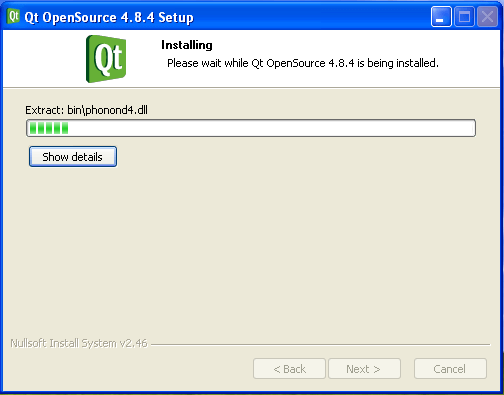 Qt OpenSource 4.8.4 Setup
Qt
Installing
Please wait while Qt OpenSource 4.8.4 is being installed.
Extract: bin\phonond4.dll
Show details
Nullsoft Install System v2.46
< Back Next > Cancel